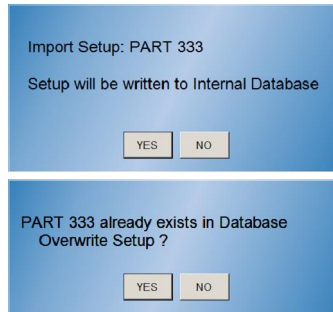 Import Setup: PART 333
Setup will be written to Internal Database
YES NO
PART 333 already exists in Database
Overwrite Setup ?
YES NO